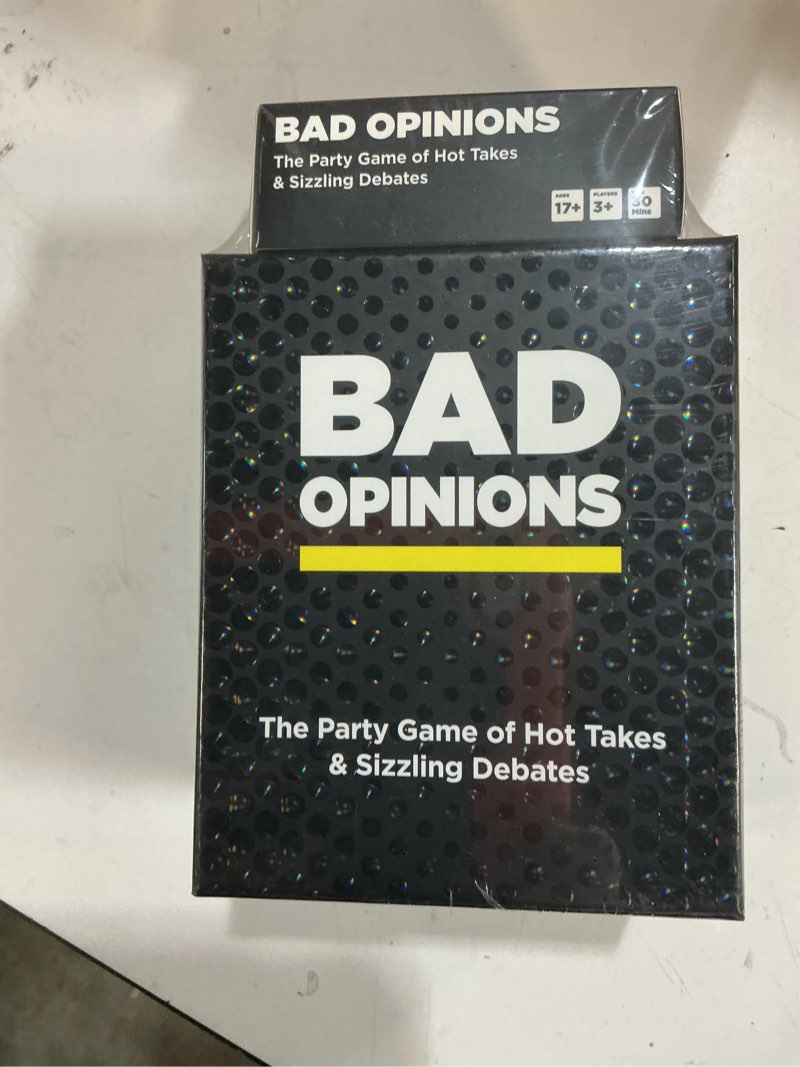 BAD OPINIONS
The Party Game of Hot Takes
& Sizzling Debates
AGES
PLAYERS
17+
3+
30
Mins
BAD
OPINIONS
The Party Game of Hot Takes
& Sizzling Debates